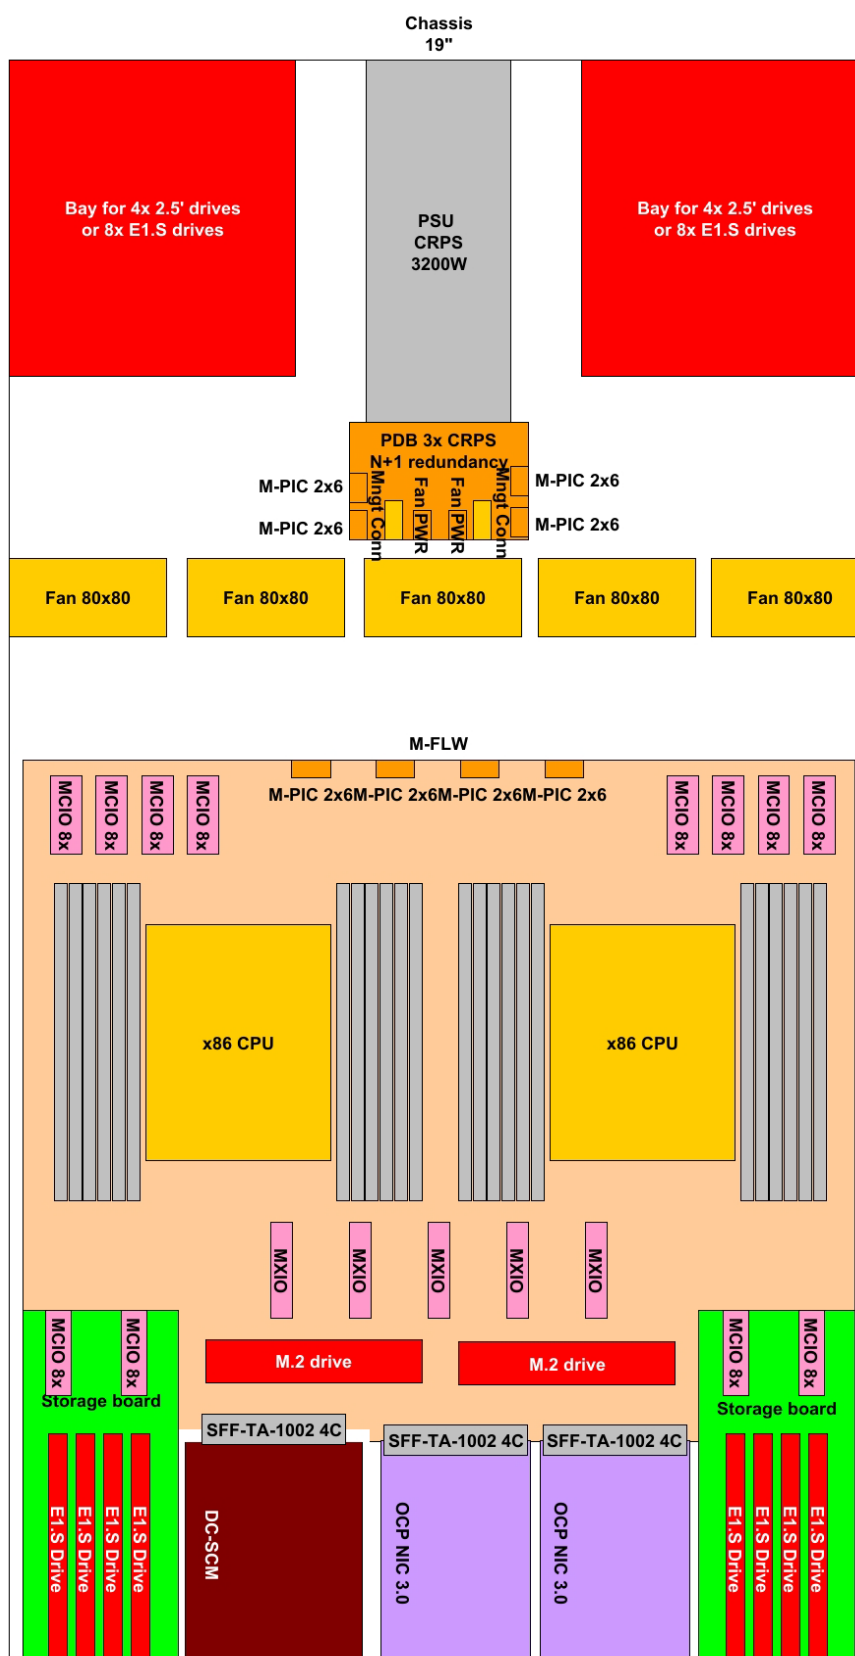 Chassis
19"
Bay for 4x 2.5' drives
or 8x E1.S drives
PSU
CRPS
3200W
Bay for 4x 2.5' drives
or 8x E1.S drives
PDB 3x CRPS
N+1 redundancy
M-PIC 2x6
M-PIC 2x6
Mngt Conn
Fan PWR
Fan PWR
Mngt Conn
M-PIC 2x6
M-PIC 2x6
Fan 80x80
Fan 80x80
Fan 80x80
Fan 80x80
Fan 80x80
M-FLW
MCIO 8x
MCIO 8x
MCIO 8x
MCIO 8x
M-PIC 2x6
M-PIC 2x6
M-PIC 2x6
M-PIC 2x6
MCIO 8x
MCIO 8x
MCIO 8x
MCIO 8x
x86 CPU
x86 CPU
MXIO
MXIO
MXIO
MXIO
MXIO
MCIO 8x
MCIO 8x
M.2 drive
M.2 drive
MCIO 8x
MCIO 8x
Storage board
Storage board
SFF-TA-1002 4C
SFF-TA-1002 4C
SFF-TA-1002 4C
E1.S Drive
E1.S Drive
E1.S Drive
E1.S Drive
DC-SCM
OCP NIC 3.0
OCP NIC 3.0
E1.S Drive
E1.S Drive
E1.S Drive
E1.S Drive